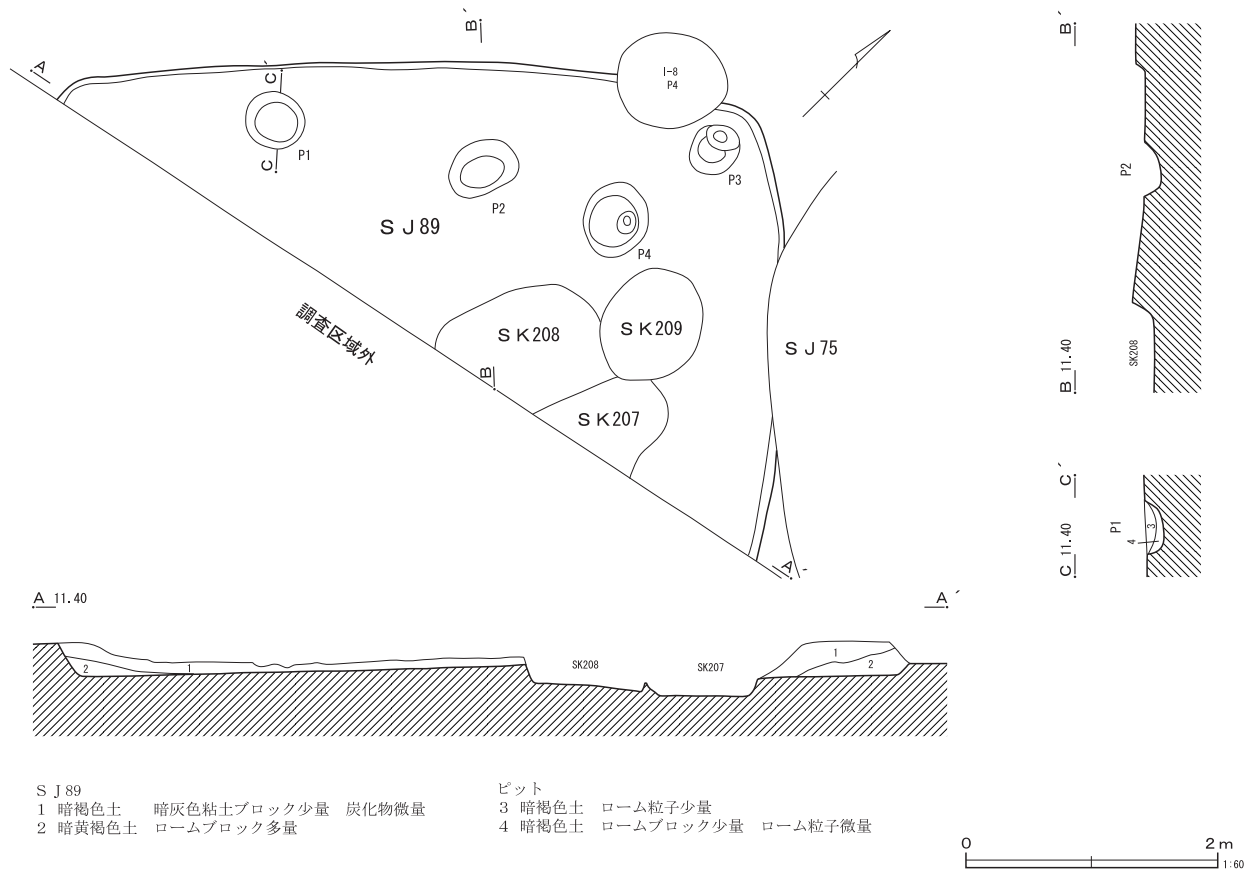 A
B´
C´
C
I-8
P4
P1
P2
P3
P4
SJ89
SK208
SK209
SK207
SJ75
調査区域外
B
A´
B´
P2
SK208
B 11.40
C´
P1
3
4
C 11.40
A 11.40
A´
2
1
SK208
SK207
1
2
SJ89
1 暗褐色土 暗灰色粘土ブロック少量 炭化物微量
2 暗黄褐色土 ロームブロック多量
ピット
3 暗褐色土 ローム粒子少量
4 暗褐色土 ロームブロック少量 ローム粒子微量
0 2m
1:60